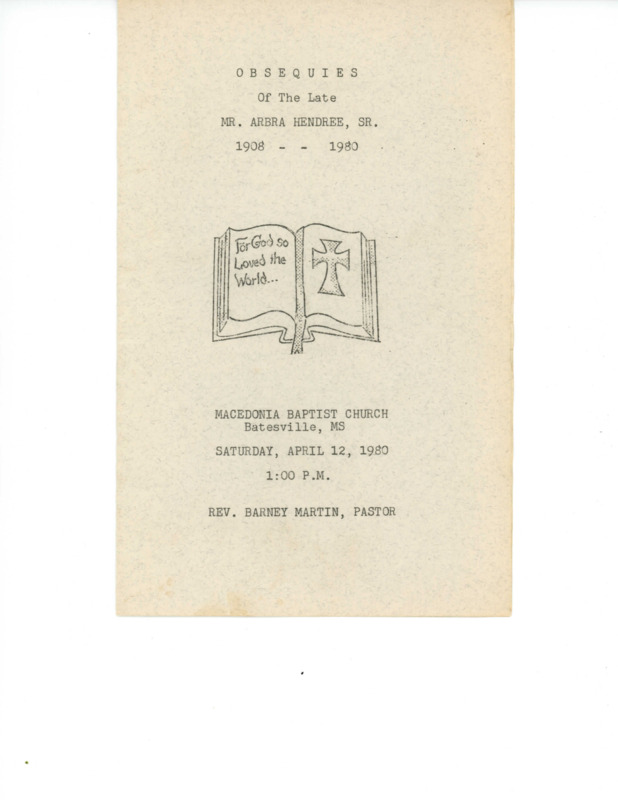 O B S E Q U I E S
Of The Late
MR. ARBRA HENDREE, SR.
1908 - - 1980
For God so
Loved the
World...
MACEDONIA BAPTIST CHURCH
Batesville, MS
SATURDAY, APRIL 12, 1980
1:00 P.M.
REV. BARNEY MARTIN, PASTOR